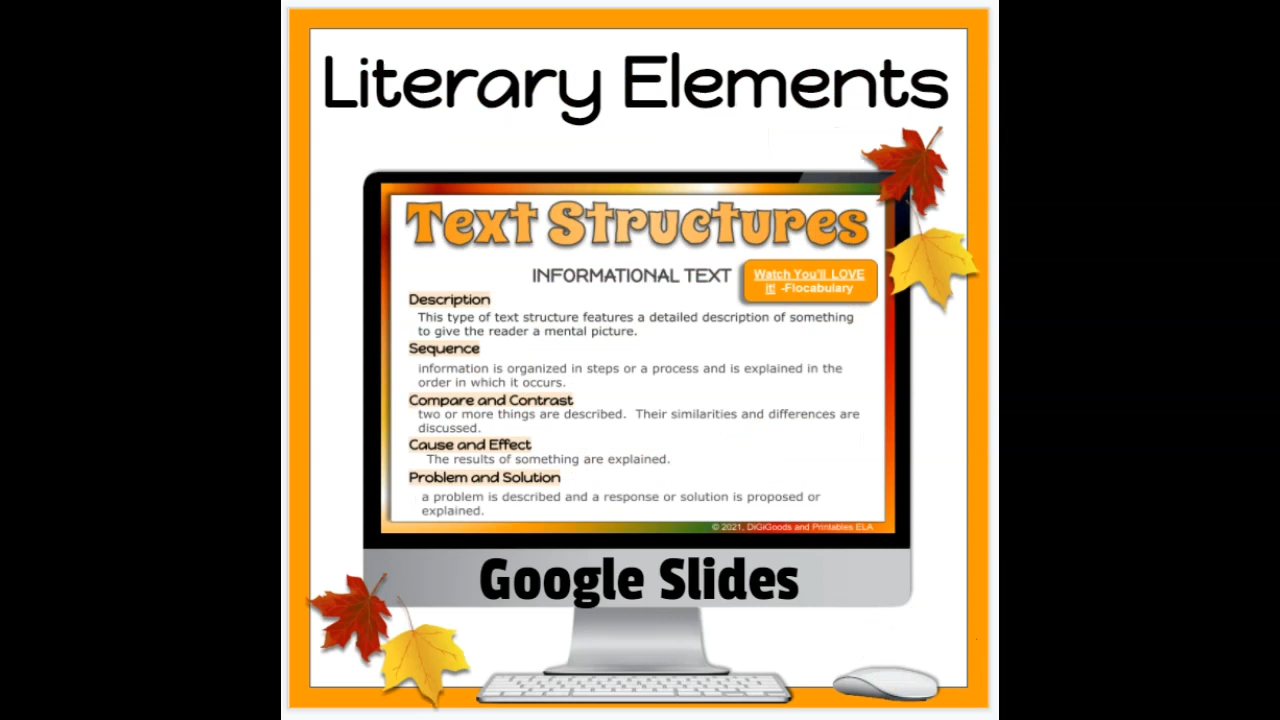 Literary Elements
Text Structures
INFORMATIONAL TEXT
Watch You'll LOVE
it! -Flocabulary
Description
This type of text structure features a detailed description of something
to give the reader a mental picture.
Sequence
information is organized in steps or a process and is explained in the
order in which it occurs.
Compare and Contrast
two or more things are described.  Their similarities and differences are
discussed.
Cause and Effect
The results of something are explained.
Problem and Solution
a problem is described and a response or solution is proposed or
explained.
© 2021, DiGiGoods and Printables ELA
Google Slides